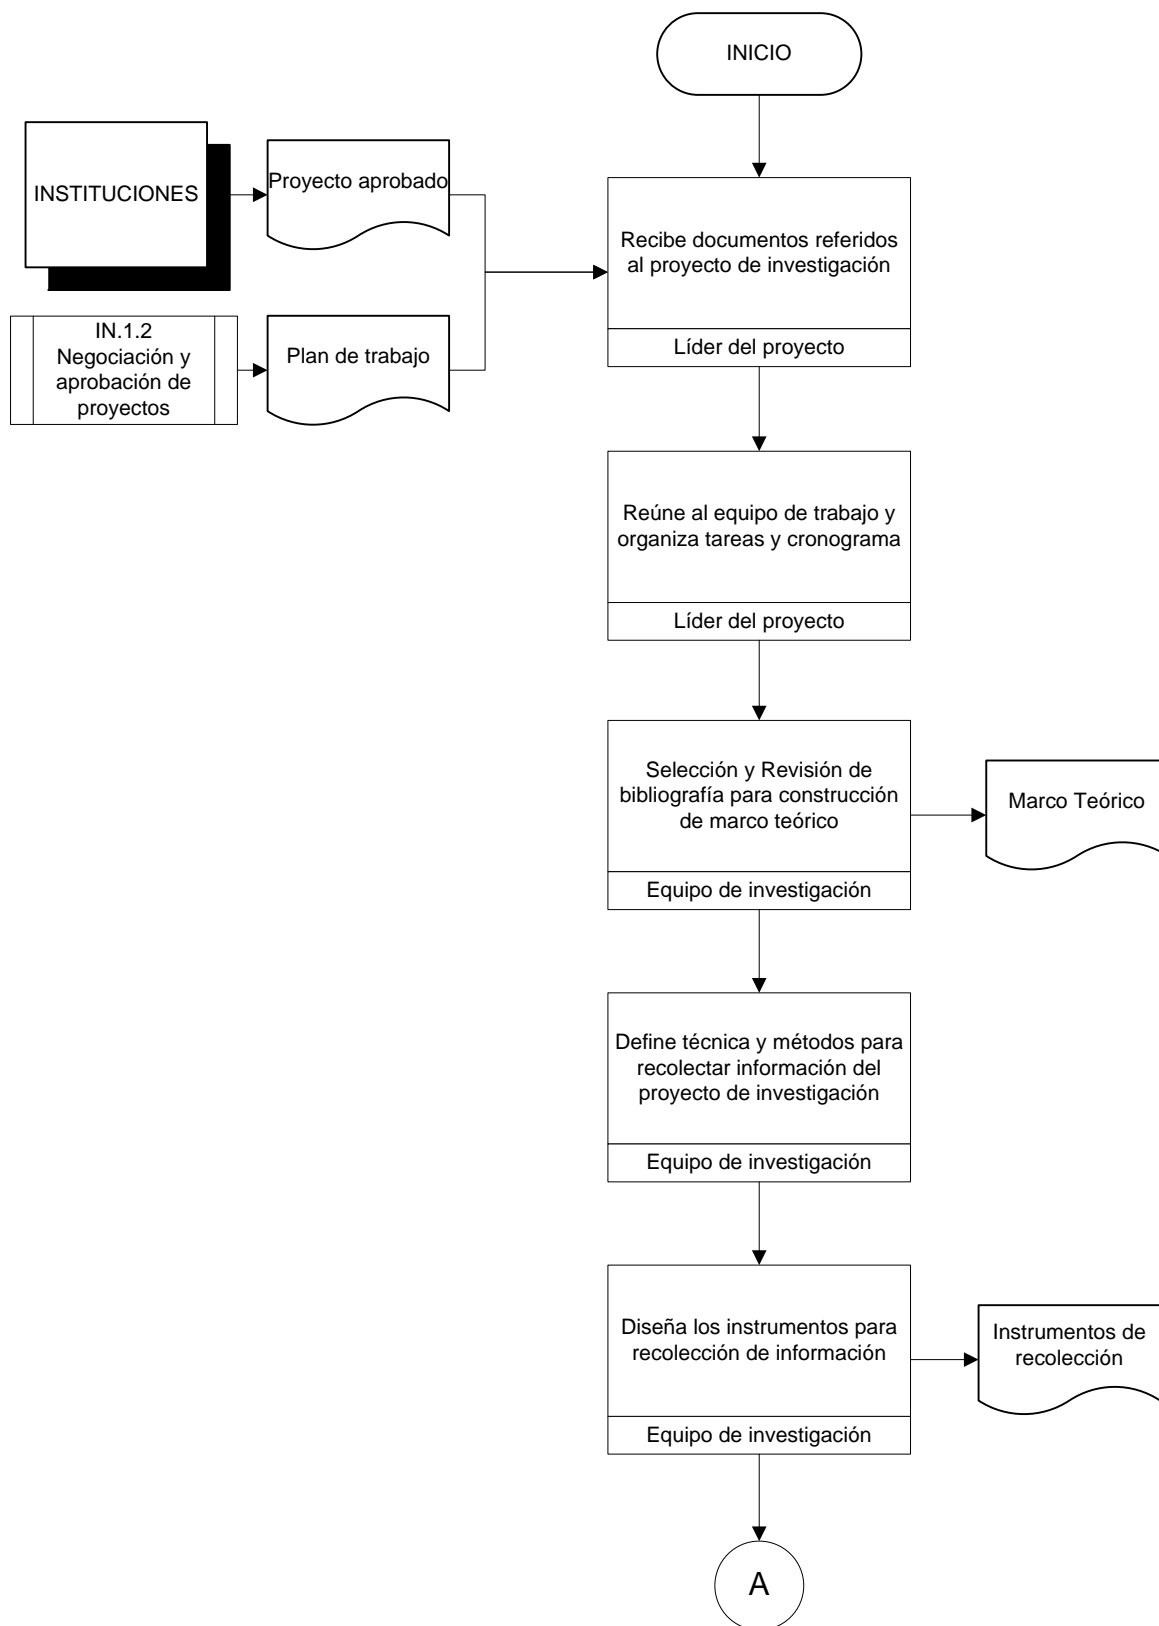 INICIO
INSTITUCIONES
Proyecto aprobado
Recibe documentos referidos
al proyecto de investigación
Líder del proyecto
IN.1.2
Negociación y
aprobación de
proyectos
Plan de trabajo
Reúne al equipo de trabajo y
organiza tareas y cronograma
Líder del proyecto
Selección y Revisión de
bibliografía para construcción
de marco teórico
Equipo de investigación
Marco Teórico
Define técnica y métodos para
recolectar información del
proyecto de investigación
Equipo de investigación
Diseña los instrumentos para
recolección de información
Equipo de investigación
Instrumentos de
recolección
A